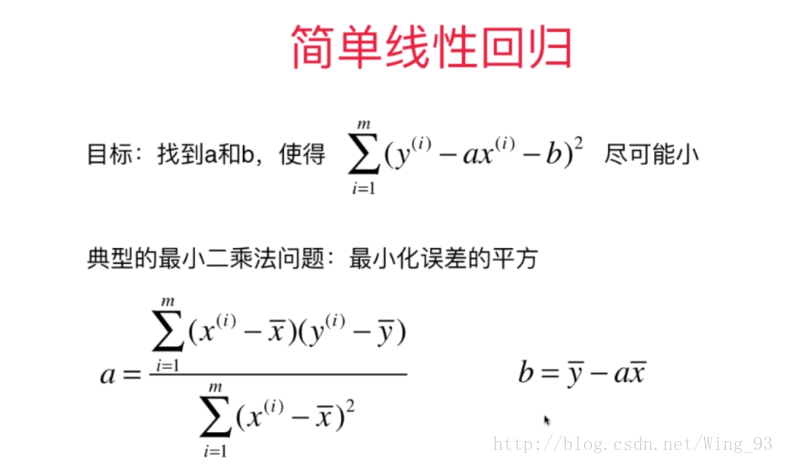 简单线性回归
目标：找到a和b，使得 $\sum_{i=1}^{m}(y^{(i)} - ax^{(i)} - b)^2$ 尽可能小
典型的最小二乘法问题：最小化误差的平方
$a = \frac{\sum_{i=1}^{m}(x^{(i)} - \overline{x})(y^{(i)} - \overline{y})}{\sum_{i=1}^{m}(x^{(i)} - \overline{x})^2}$ $b = \overline{y} - a\overline{x}$
http://blog.csdn.net/Wing_93